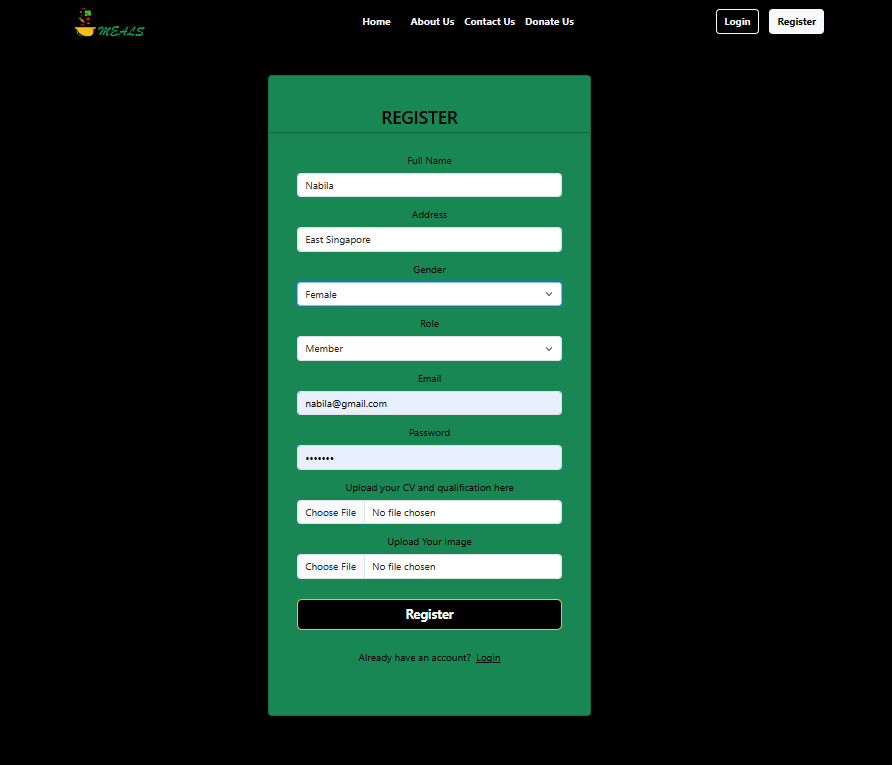 MEALS
Home About Us Contact Us Donate Us
Login Register
REGISTER
Full Name
Nabila
Address
East Singapore
Gender
Female
Role
Member
Email
nabila@gmail.com
Password
•••••••
Upload your CV and qualification here
Choose File No file chosen
Upload Your Image
Choose File No file chosen
Register
Already have an account? Login